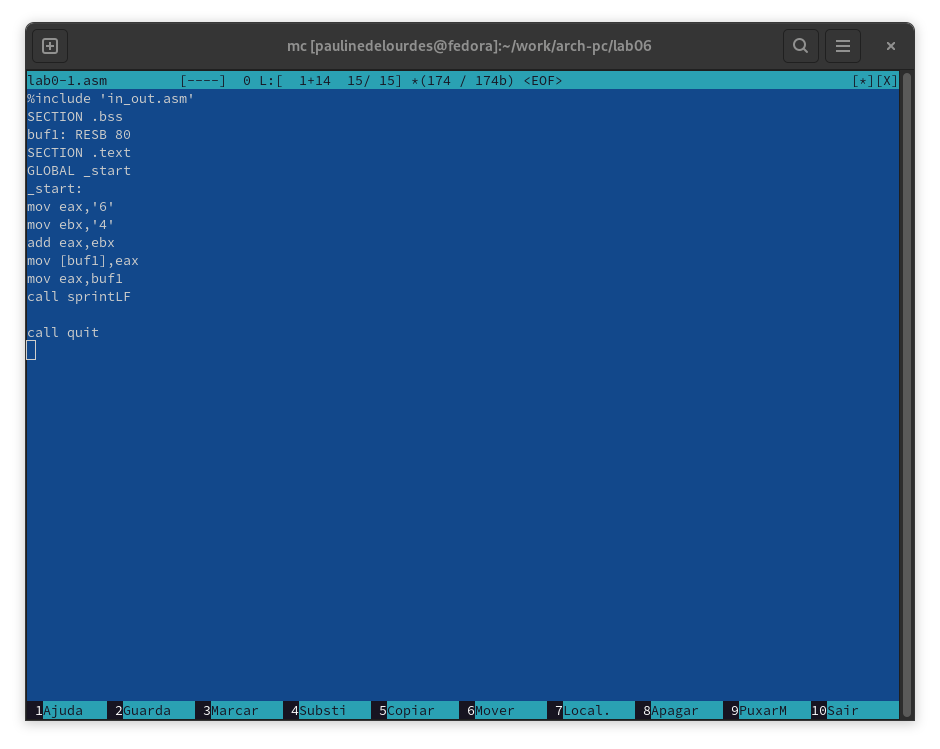 mc [paulinedelourdes@fedora]:~/work/arch-pc/lab06
lab0-1.asm [----] 0 L:[ 1+14 15/ 15] *(174 / 174b) <EOF> [*][X]
%include 'in_out.asm'
SECTION .bss
buf1: RESB 80
SECTION .text
GLOBAL _start
_start:
mov eax,'6'
mov ebx,'4'
add eax,ebx
mov [buf1],eax
mov eax,buf1
call sprintLF
call quit
1Ajuda 2Guarda 3Marcar 4Substi 5Copiar 6Mover 7Local. 8Apagar 9PuxarM 10Sair